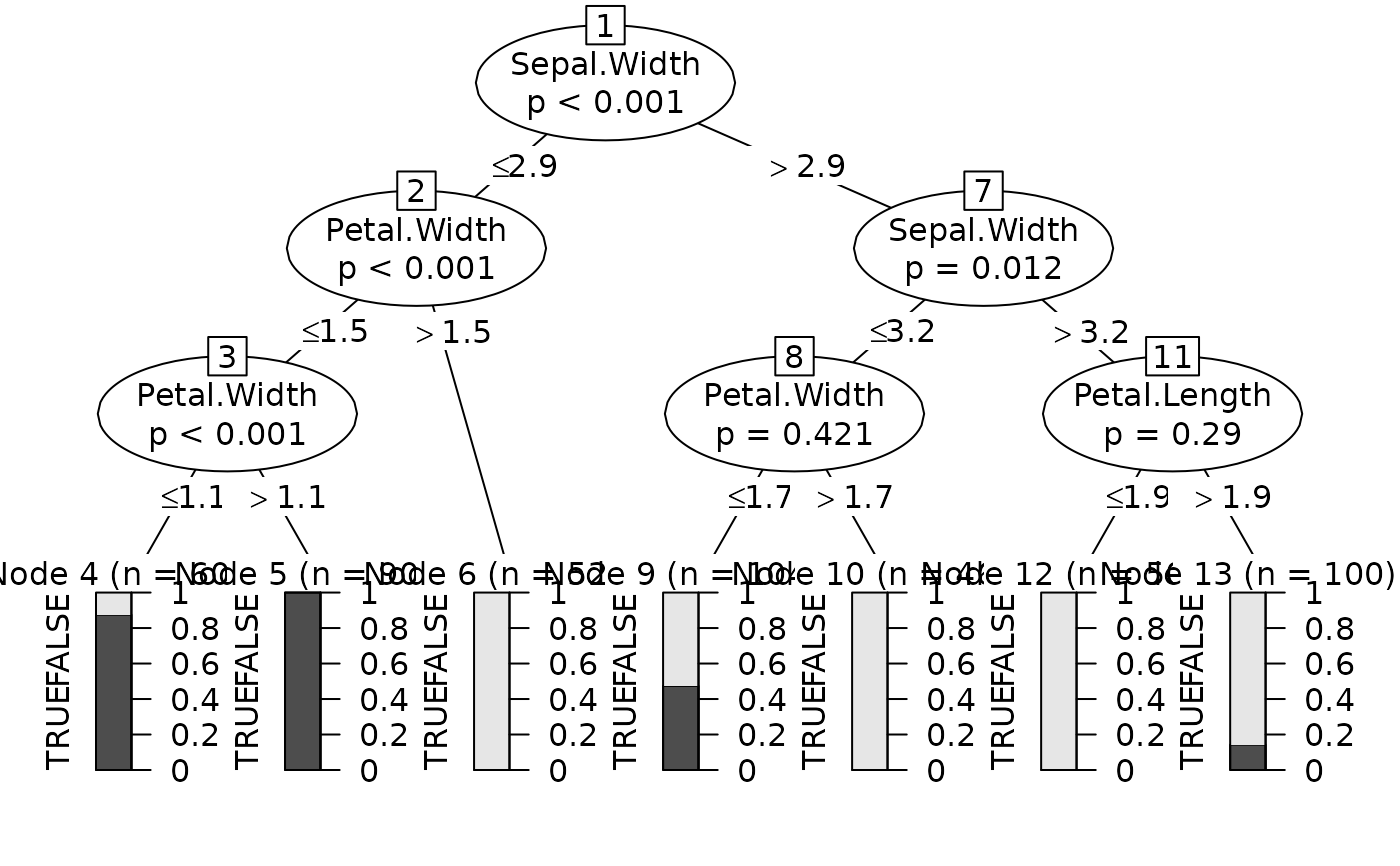 1
Sepal.Width
p < 0.001
≤2.9
> 2.9
2
Petal.Width
p < 0.001
7
Sepal.Width
p = 0.012
≤1.5
> 1.5
≤3.2
> 3.2
3
Petal.Width
p < 0.001
8
Petal.Width
p = 0.421
11
Petal.Length
p = 0.29
≤1.1
> 1.1
≤1.7
> 1.7
≤1.9
> 1.9
Node 4 (n = 60
Node 5 (n = 90
Node 6 (n = 52
Node 9 (n =
Node 10 (n =
Node 12 (n =
Node 13 (n = 100)
TRUE FALSE
1
0.8
0.6
0.4
0.2
0
TRUE FALSE
1
0.8
0.6
0.4
0.2
0
TRUE FALSE
1
0.8
0.6
0.4
0.2
0
TRUE FALSE
1
0.8
0.6
0.4
0.2
0
TRUE FALSE
1
0.8
0.6
0.4
0.2
0
TRUE FALSE
1
0.8
0.6
0.4
0.2
0
TRUE FALSE
1
0.8
0.6
0.4
0.2
0